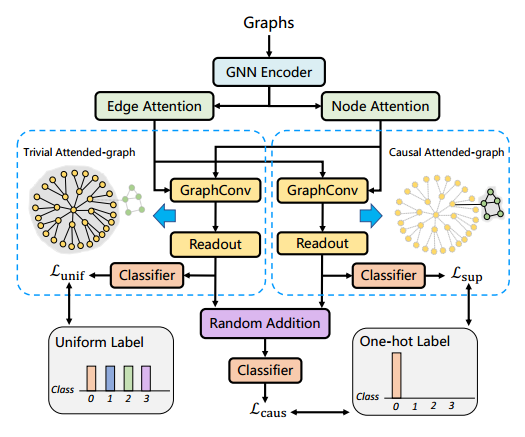 Graphs
GNN Encoder
Edge Attention
Node Attention
Trivial Attended-graph
Causal Attended-graph
GraphConv
GraphConv
Readout
Readout
ℒunif
Classifier
Classifier
ℒsup
Random Addition
Uniform Label
Class
0 1 2 3
Classifier
One-hot Label
Class
0 1 2 3
ℒcaus